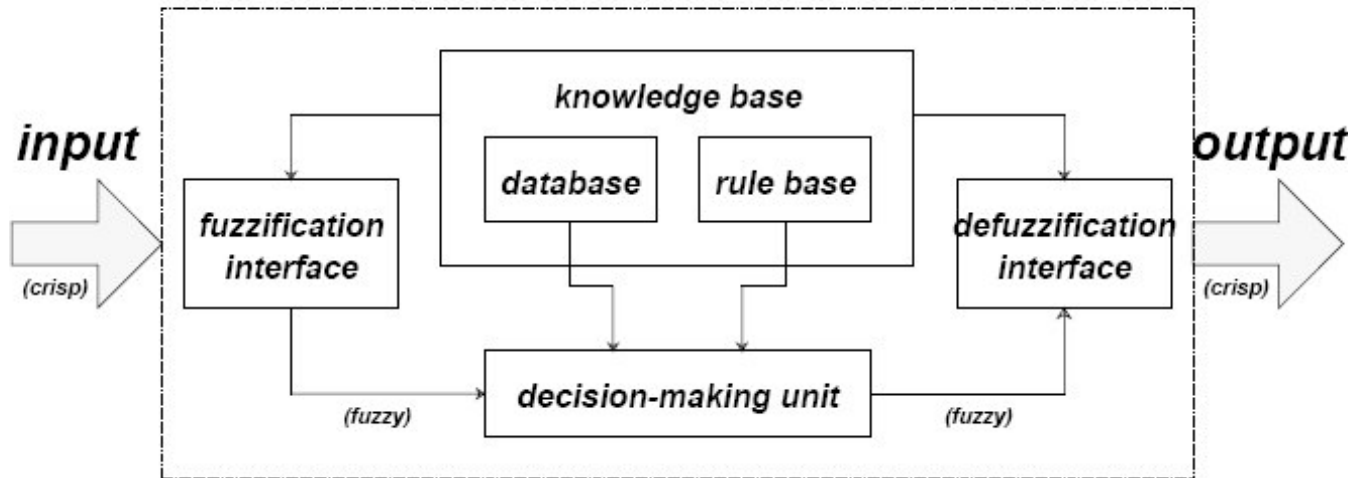 knowledge base
input
output
database
rule base
fuzzification
interface
defuzzification
interface
(crisp)
(crisp)
decision-making unit
(fuzzy)
(fuzzy)